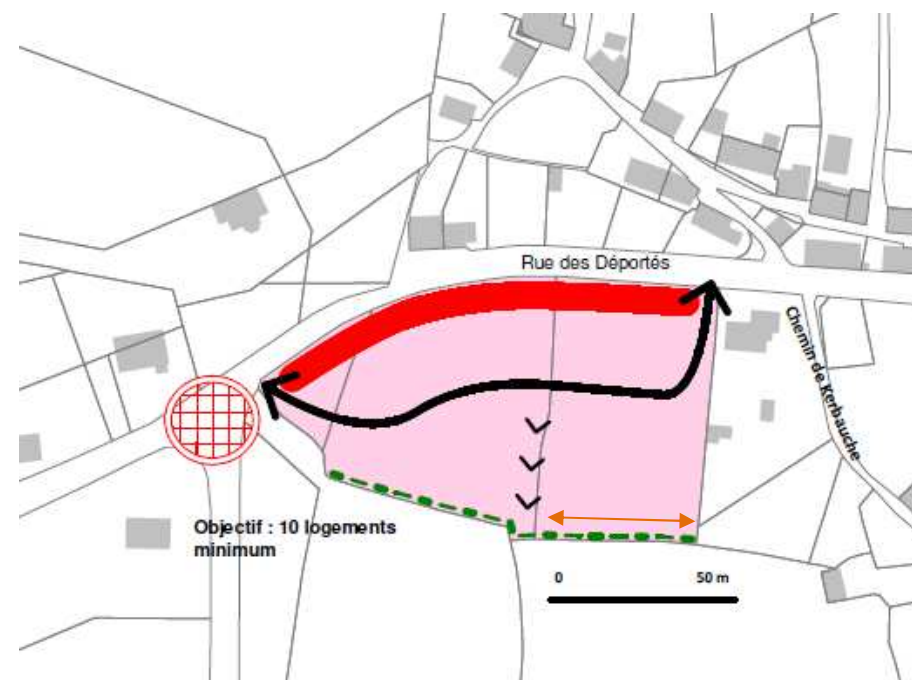 Rue des Déportés
Chemin de Kerbauche
Objectif : 10 logements
minimum
0 50 m